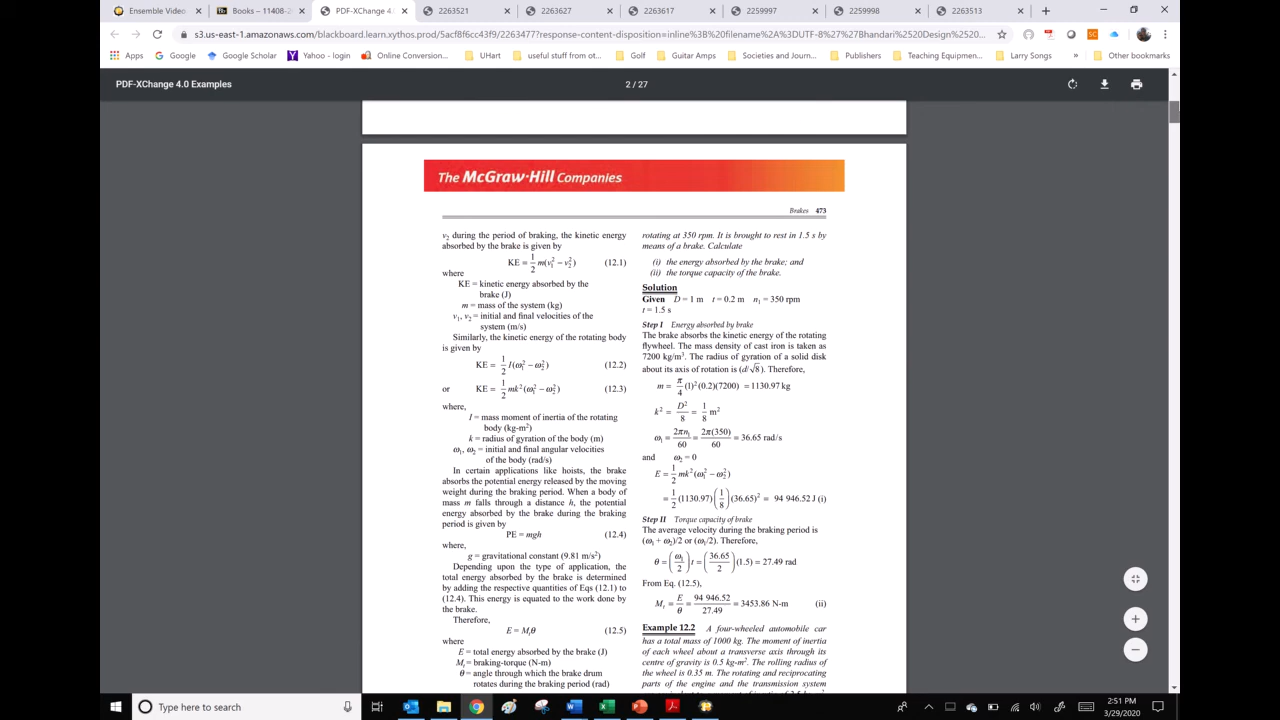 Ensemble Video
Books – 11408-2
PDF-XChange 4.0
2263521
2263627
2263617
2259997
2259998
2263513
s3.us-east-1.amazonaws.com/blackboard.learn.xythos.prod/5acf8f6cc43f9/2263477?response-content-disposition=inline%3B%20filename%2A%3DUTF-8%27%27Bhandari%2520Design%2520...
Apps
Google
Google Scholar
Yahoo - login
Online Conversion...
UHart
useful stuff from ot...
Golf
Guitar Amps
Societies and Journ...
Publishers
Teaching Equipmen...
Larry Songs
»
Other bookmarks
PDF-XChange 4.0 Examples
2 / 27
The McGraw·Hill Companies
Brakes 473
v₂ during the period of braking, the kinetic energy
absorbed by the brake is given by
KE = 1/2 m(v₁² – v₂²) (12.1)
where
KE = kinetic energy absorbed by the
brake (J)
m = mass of the system (kg)
v₁, v₂ = initial and final velocities of the
system (m/s)
Similarly, the kinetic energy of the rotating body
is given by
KE = 1/2 I(ω₁² – ω₂²) (12.2)
or KE = 1/2 mk²(ω₁² – ω₂²) (12.3)
where,
I = mass moment of inertia of the rotating
body (kg-m²)
k = radius of gyration of the body (m)
ω₁, ω₂ = initial and final angular velocities
of the body (rad/s)
In certain applications like hoists, the brake
absorbs the potential energy released by the moving
weight during the braking period. When a body of
mass m falls through a distance h, the potential
energy absorbed by the brake during the braking
period is given by
PE = mgh (12.4)
where,
g = gravitational constant (9.81 m/s²)
Depending upon the type of application, the
total energy absorbed by the brake is determined
by adding the respective quantities of Eqs (12.1) to
(12.4). This energy is equated to the work done by
the brake.
Therefore,
E = Mₜθ (12.5)
where
E = total energy absorbed by the brake (J)
Mₜ = braking-torque (N-m)
θ = angle through which the brake drum
rotates during the braking period (rad)
rotating at 350 rpm. It is brought to rest in 1.5 s by
means of a brake. Calculate
(i) the energy absorbed by the brake; and
(ii) the torque capacity of the brake.
Solution
Given D = 1 m t = 0.2 m n₁ = 350 rpm
t = 1.5 s
Step I Energy absorbed by brake
The brake absorbs the kinetic energy of the rotating
flywheel. The mass density of cast iron is taken as
7200 kg/m³. The radius of gyration of a solid disk
about its axis of rotation is (d/√8). Therefore,
m = π/4 (1)² (0.2)(7200) = 1130.97 kg
k² = D²/8 = 1/8 m²
ω₁ = 2πn₁/60 = 2π(350)/60 = 36.65 rad/s
and ω₂ = 0
E = 1/2 mk²(ω₁² – ω₂²)
= 1/2 (1130.97) (1/8) (36.65)² = 94 946.52 J (i)
Step II Torque capacity of brake
The average velocity during the braking period is
(ω₁ + ω₂)/2 or (ω₁/2). Therefore,
θ = (ω₁/2) t = (36.65/2) (1.5) = 27.49 rad
From Eq. (12.5),
Mₜ = E/θ = 94 946.52/27.49 = 3453.86 N-m (ii)
Example 12.2 A four-wheeled automobile car
has a total mass of 1000 kg. The moment of inertia
of each wheel about a transverse axis through its
centre of gravity is 0.5 kg-m². The rolling radius of
the wheel is 0.35 m. The rotating and reciprocating
parts of the engine and the transmission system
Type here to search
2:51 PM
3/29/2020